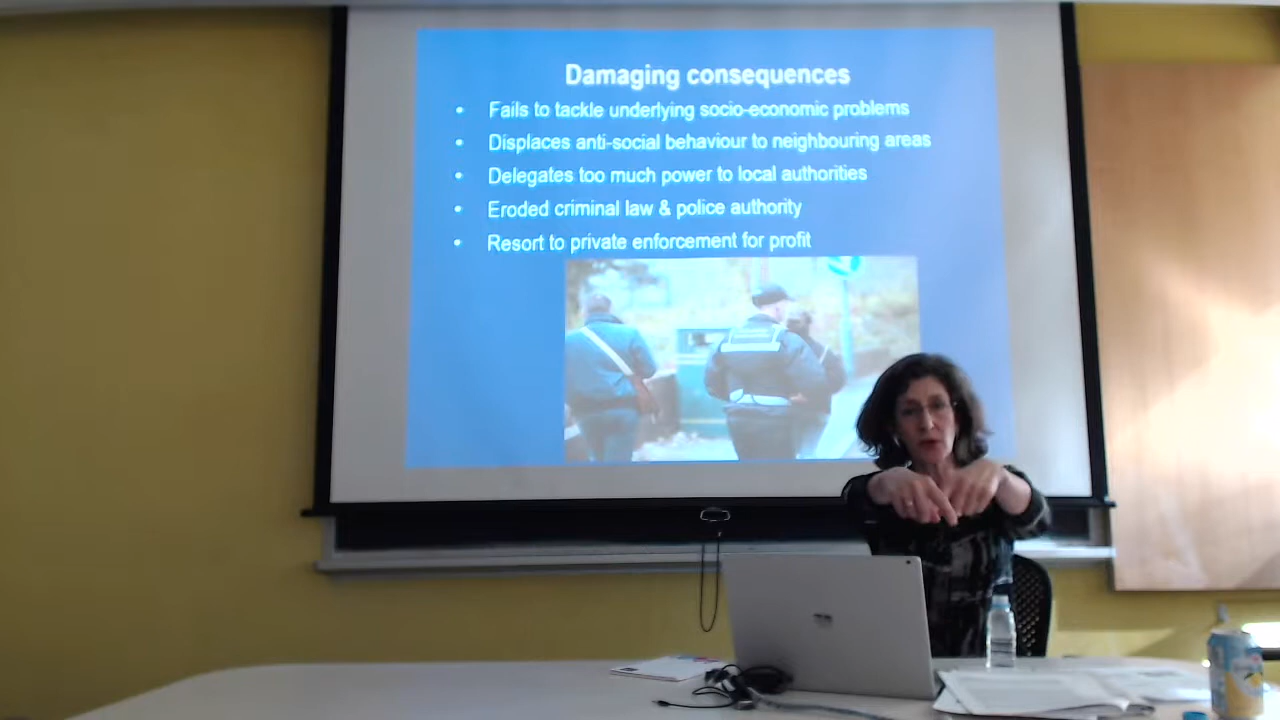 Damaging consequences
• Fails to tackle underlying socio-economic problems
• Displaces anti-social behaviour to neighbouring areas
• Delegates too much power to local authorities
• Eroded criminal law & police authority
• Resort to private enforcement for profit